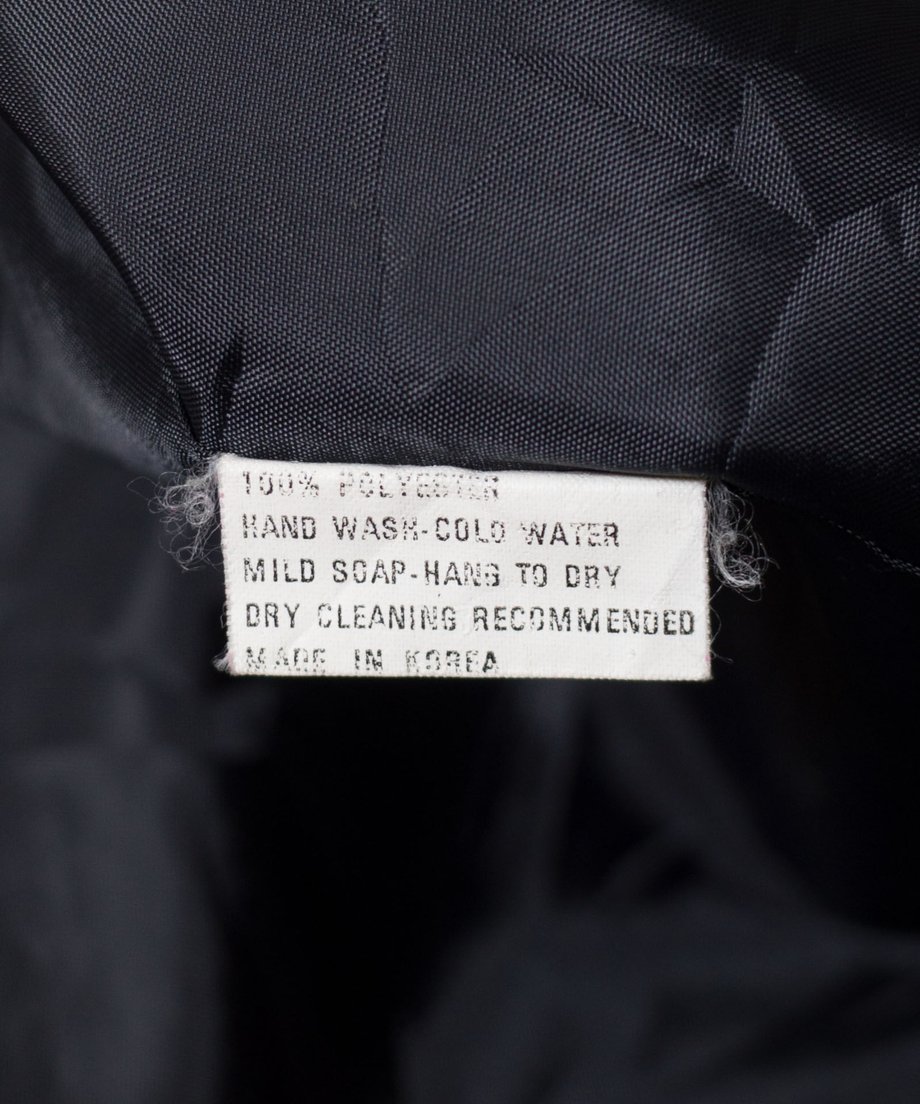 100% POLYESTER
HAND WASH-COLD WATER
MILD SOAP-HANG TO DRY
DRY CLEANING RECOMMENDED
MADE IN KOREA